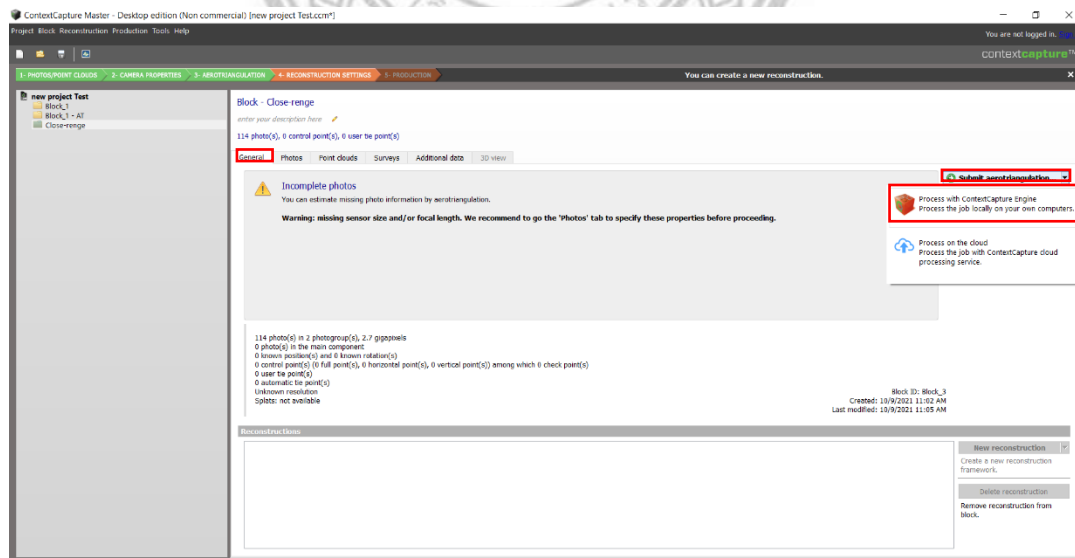 ContextCapture Master - Desktop edition (Non commercial) [new project Test.ccm*]
Project Block Reconstruction Production Tools Help
You are not logged in.
contextcapture™
1- PHOTOS/POINT CLOUDS 2- CAMERA PROPERTIES 3- AEROTRIANGULATION 4- RECONSTRUCTION SETTINGS 5- PRODUCTION
You can create a new reconstruction.
new project Test
Block_1
Block_1 - AT
Close-renge
Block - Close-renge
enter your description here
114 photo(s), 0 control point(s), 0 user tie point(s)
General Photos Point clouds Surveys Additional data 3D view
Incomplete photos
You can estimate missing photo information by aerotriangulation.
Warning: missing sensor size and/or focal length. We recommend to go the 'Photos' tab to specify these properties before proceeding.
Submit aerotriangulation...
Process with ContextCapture Engine
Process the job locally on your own computers.
Process on the cloud
Process the job with ContextCapture cloud
processing service.
114 photo(s) in 2 photogroup(s), 2.7 gigapixels
0 photo(s) in the main component
0 known position(s) and 0 known rotation(s)
0 control point(s) (0 full point(s), 0 horizontal point(s), 0 vertical point(s)) among which 0 check point(s)
0 user tie point(s)
0 automatic tie point(s)
Unknown resolution
Splats: not available
Block ID: Block_3
Created: 10/9/2021 11:02 AM
Last modified: 10/9/2021 11:05 AM
Reconstructions
New reconstruction
Create a new reconstruction
framework.
Delete reconstruction
Remove reconstruction from
block.